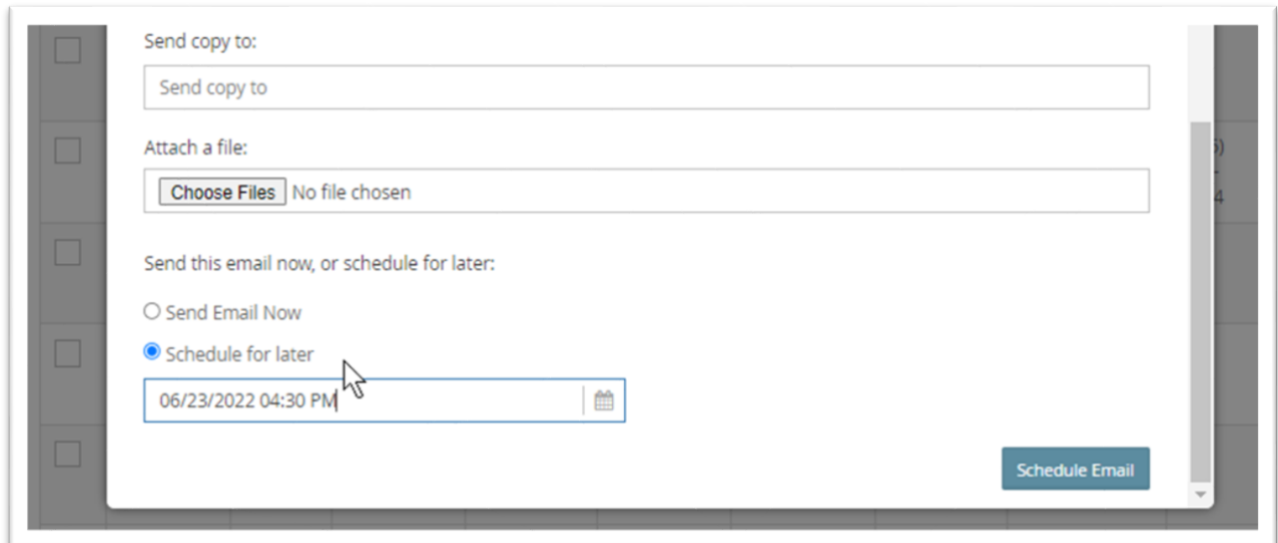 Send copy to:
Send copy to
Attach a file:
Choose Files No file chosen
Send this email now, or schedule for later:
Send Email Now
Schedule for later
06/23/2022 04:30 PM
Schedule Email